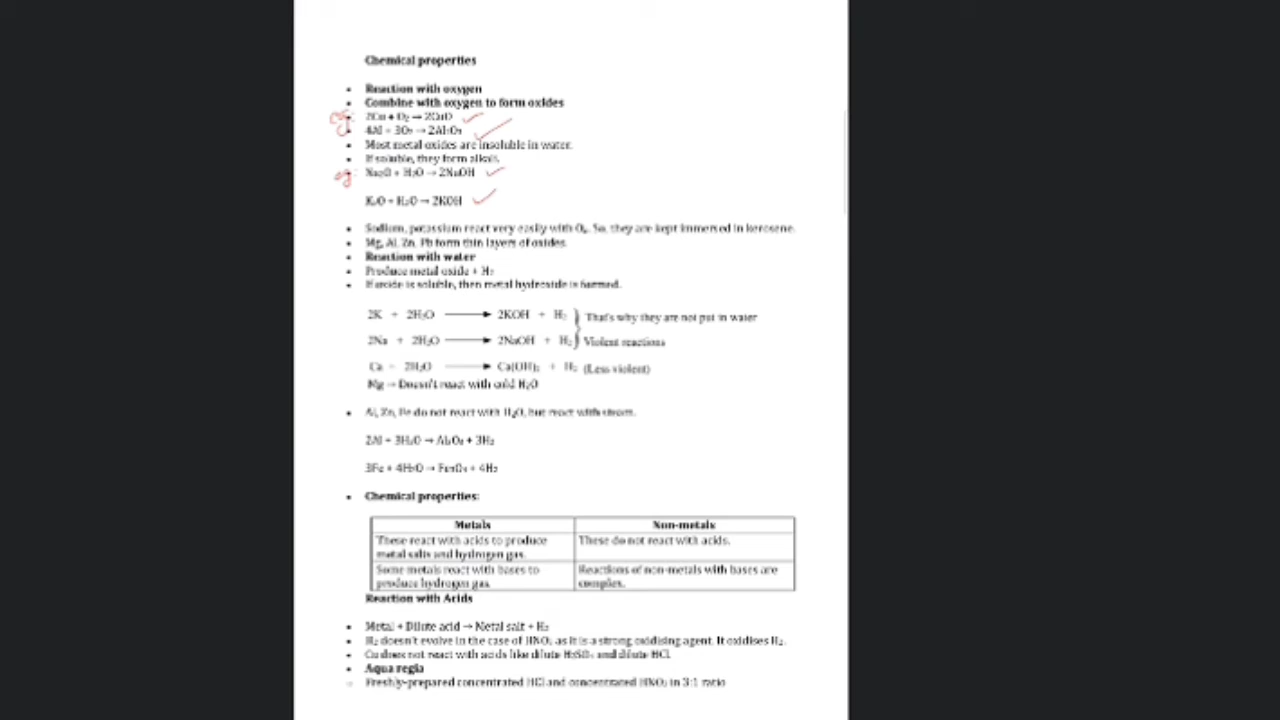 Chemical properties
• Reaction with oxygen
• Combine with oxygen to form oxides
eg: • 2Cu + O₂ → 2CuO
• 4Al + 3O₂ → 2Al₂O₃
• Most metal oxides are insoluble in water.
• If soluble, they form alkali.
eg: • Na₂O + H₂O → 2NaOH
K₂O + H₂O → 2KOH
• Sodium, potassium react very easily with O₂. So, they are kept immersed in kerosene.
• Mg, Al, Zn, Pb form thin layers of oxides.
• Reaction with water
• Produce metal oxide + H₂
• If oxide is soluble, then metal hydroxide is formed.
2K + 2H₂O → 2KOH + H₂ } That's why they are not put in water
2Na + 2H₂O → 2NaOH + H₂ } Violent reactions
Ca + 2H₂O → Ca(OH)₂ + H₂ (Less violent)
Mg → Doesn't react with cold H₂O
• Al, Zn, Fe do not react with H₂O, but react with steam.
2Al + 3H₂O → Al₂O₃ + 3H₂
3Fe + 4H₂O → Fe₃O₄ + 4H₂
• Chemical properties:
Metals Non-metals
These react with acids to produce These do not react with acids.
metal salts and hydrogen gas.
Some metals react with bases to Reactions of non-metals with bases are
produce hydrogen gas. complex.
Reaction with Acids
• Metal + Dilute acid → Metal salt + H₂
• H₂ doesn't evolve in the case of HNO₃ as it is a strong oxidising agent. It oxidises H₂.
• Cu does not react with acids like dilute H₂SO₄ and dilute HCl.
• Aqua regia
○ Freshly-prepared concentrated HCl and concentrated HNO₃ in 3:1 ratio